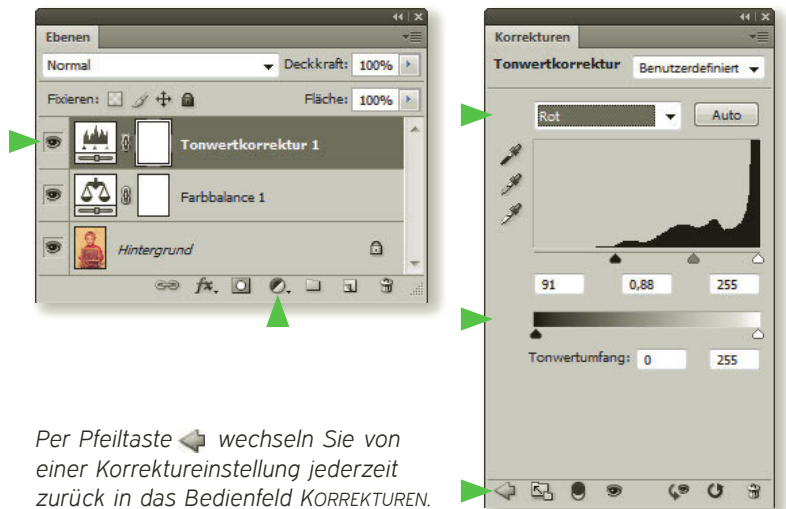 Ebenen
Normal Deckkraft: 100%
Fixieren: Fläche: 100%
Tonwertkorrektur 1
Farbbalance 1
Hintergrund
fx.
Per Pfeiltaste wechseln Sie von
einer Korrektureinstellung jederzeit
zurück in das Bedienfeld KORREKTUREN.
Korrekturen
Tonwertkorrektur Benutzerdefiniert
Rot Auto
91 0,88 255
Tonwertumfang: 0 255